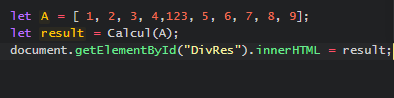 let A = [ 1, 2, 3, 4,123, 5, 6, 7, 8, 9];
let result = Calcul(A);
document.getElementById("DivRes").innerHTML = result;